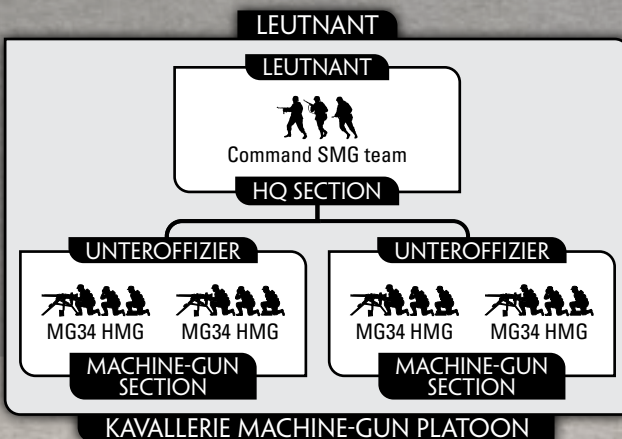 LEUTNANT
LEUTNANT
Command SMG team
HQ SECTION
UNTEROFFIZIER
MG34 HMG MG34 HMG
MACHINE-GUN
SECTION
UNTEROFFIZIER
MG34 HMG MG34 HMG
MACHINE-GUN
SECTION
KAVALLERIE MACHINE-GUN PLATOON